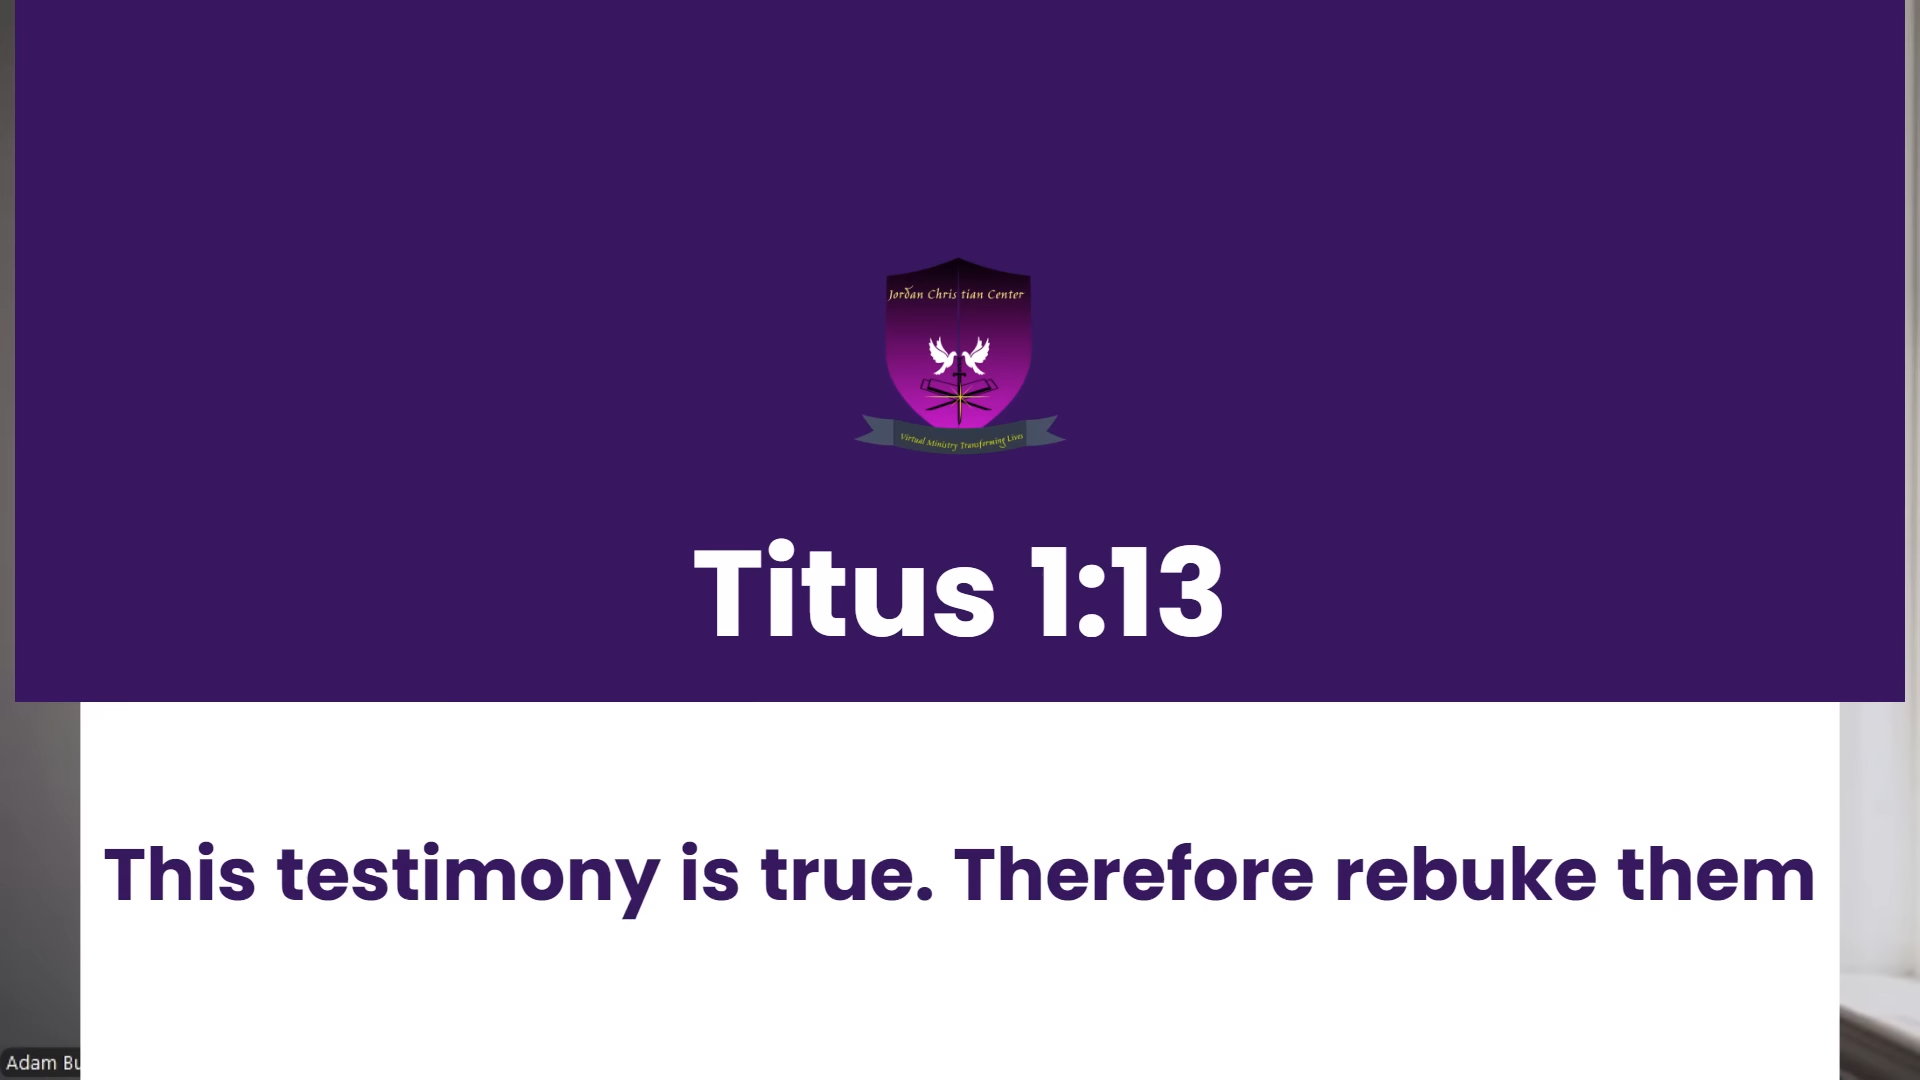 Jordan Christian Center
Virtual Ministry Transforming Lives
Titus 1:13
This testimony is true. Therefore rebuke them
Adam